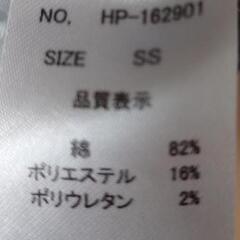 NO. HP-162901
SIZE SS
品質表示
綿 82%
ポリエステル 16%
ポリウレタン 2%